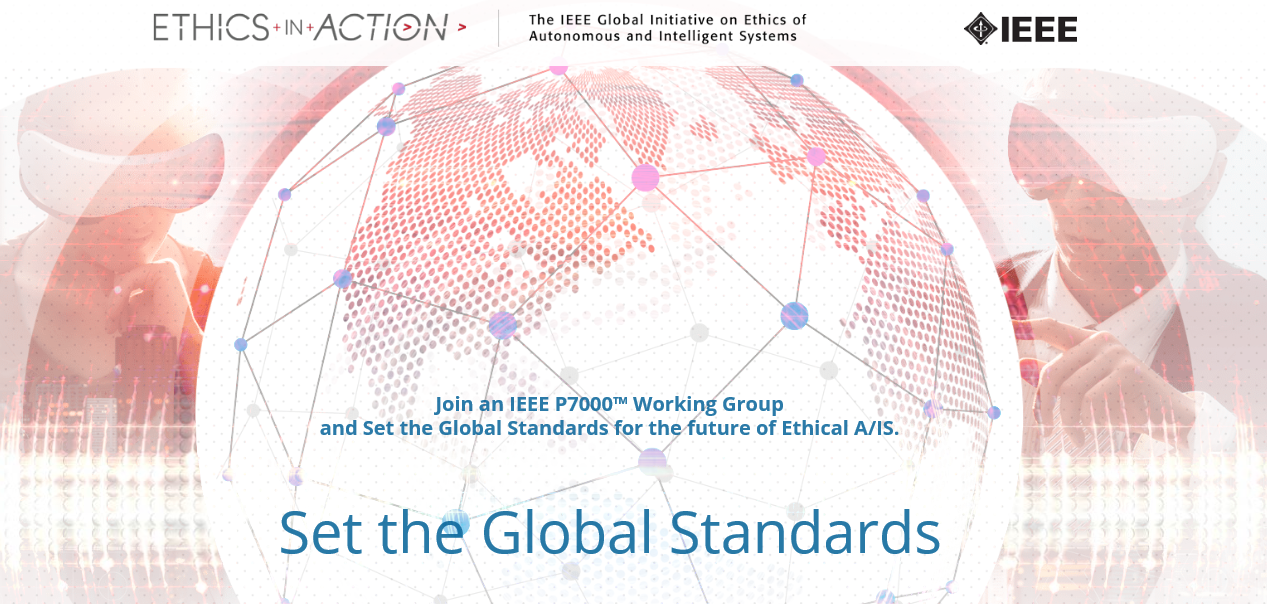 ETHICS+IN+ACTION
The IEEE Global Initiative on Ethics of
Autonomous and Intelligent Systems
IEEE
Join an IEEE P7000™ Working Group
and Set the Global Standards for the future of Ethical A/IS.
Set the Global Standards